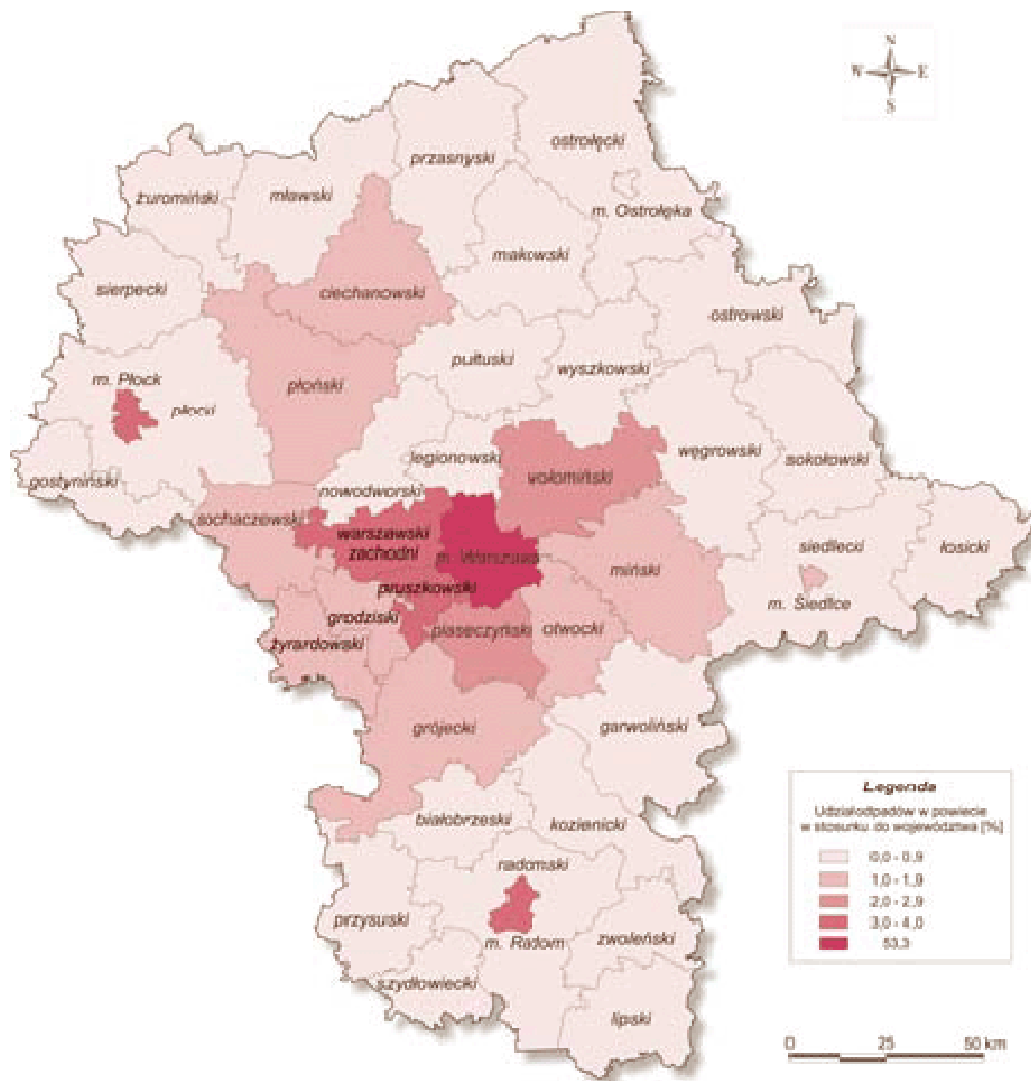 N
W E
S
ostrołęcki
przasnyski
mławski
żuromiński
m. Ostrołęka
makowski
sierpecki
ciechanowski
ostrowski
pułtuski
wyszkowski
m. Płock
płoński
płocki
węgrowski
legionowski
sokołowski
wołomiński
gostyniński
nowodworski
sochaczewski
warszewski
zachodni
m. Warszawa
siedlecki
łosicki
miński
pruszkowski
m. Siedlce
grodziski
piaseczyński
otwocki
żyrardowski
grójecki
garwoliński
białobrzeski
kozienicki
radomski
przysuski
m. Radom
zwoleński
szydłowiecki
lipski
Legenda
Udziałodpadów w powiecie
w stosunku do województwa [%]
0,0 - 0,9
1,0 - 1,9
2,0 - 2,9
3,0 - 4,0
53,3
0 25 50 km